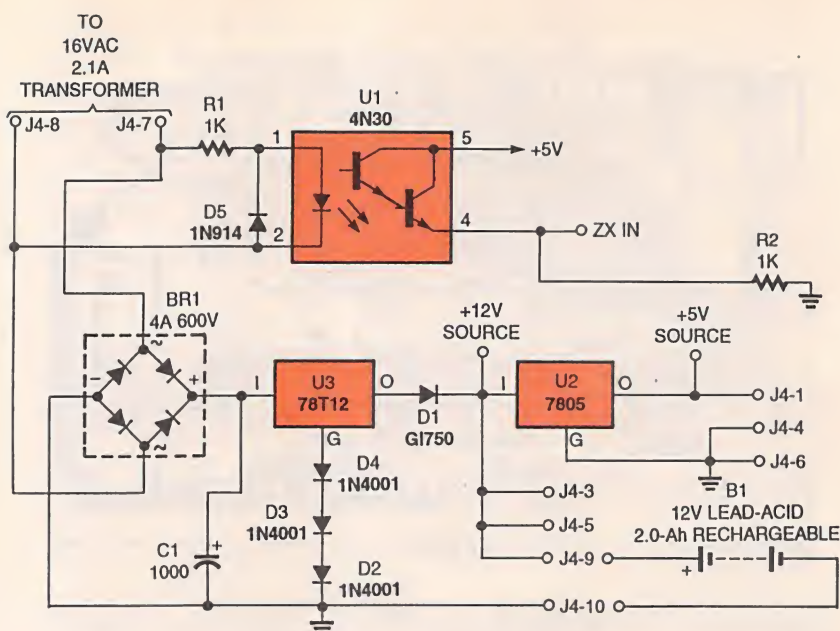 TO
16VAC
2.1A
TRANSFORMER
J4-8
J4-7
R1
1K
U1
4N30
1
5
+5V
D5
1N914
2
4
ZX IN
R2
1K
BR1
4A 600V
~
+12V
SOURCE
+5V
SOURCE
–
+
I
U3
78T12
O
D1
GI750
I
U2
7805
O
J4-1
G
G
J4-4
J4-6
~
D4
1N4001
J4-3
B1
12V LEAD-ACID
2.0-Ah RECHARGEABLE
D3
1N4001
J4-5
J4-9
+
C1
1000
+
D2
1N4001
J4-10